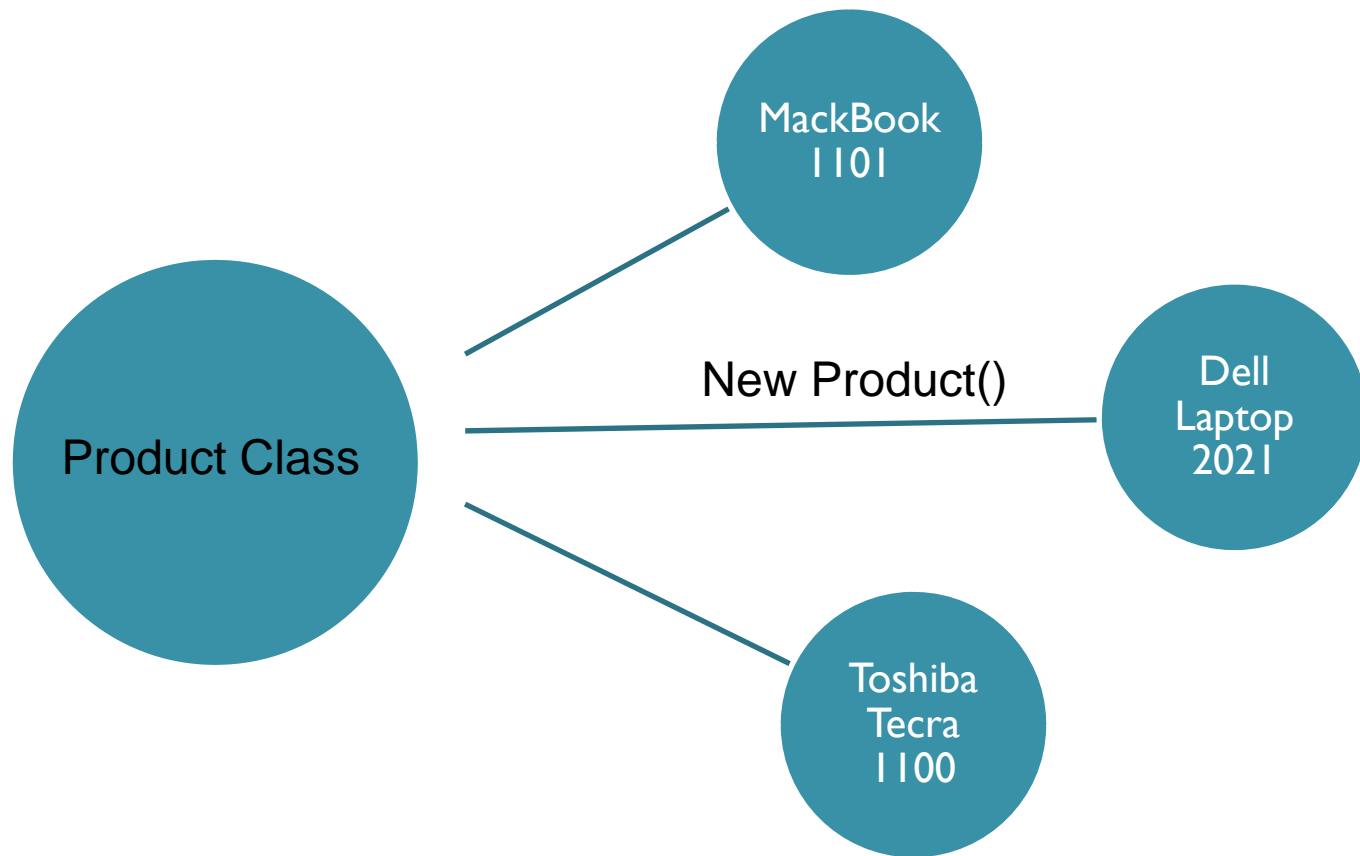 MackBook
1101
New Product()
Dell
Laptop
2021
Product Class
Toshiba
Tecra
1100